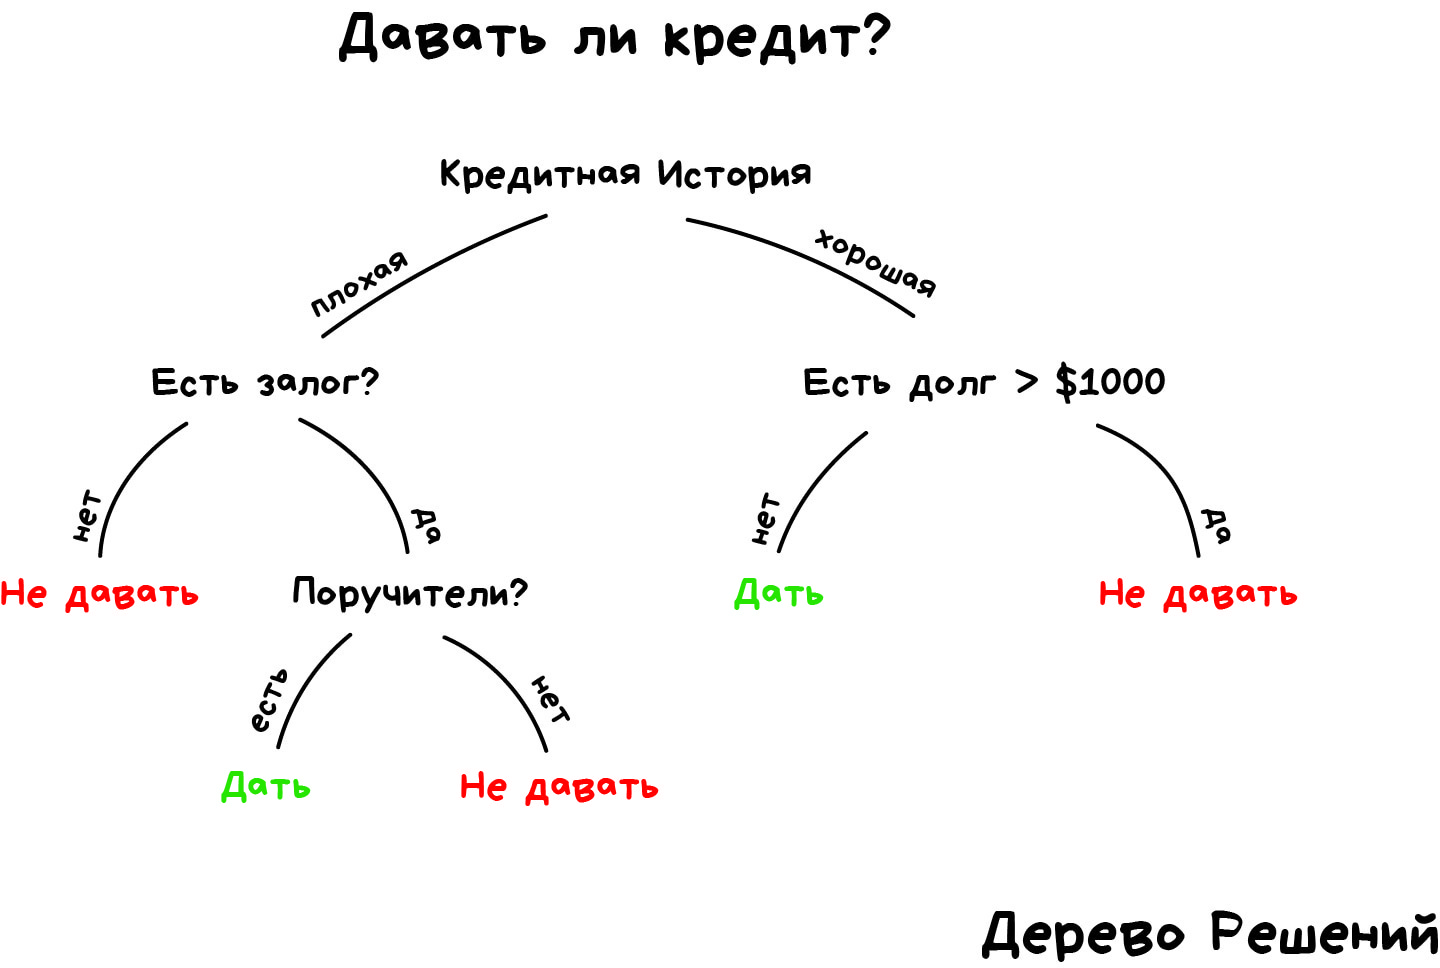 Давать ли кредит?
Кредитная История
плохая
хорошая
Есть залог?
Есть долг > $1000
нет
да
нет
да
Не давать
Поручители?
Дать
Не давать
есть
нет
Дать
Не давать
Дерево Решений